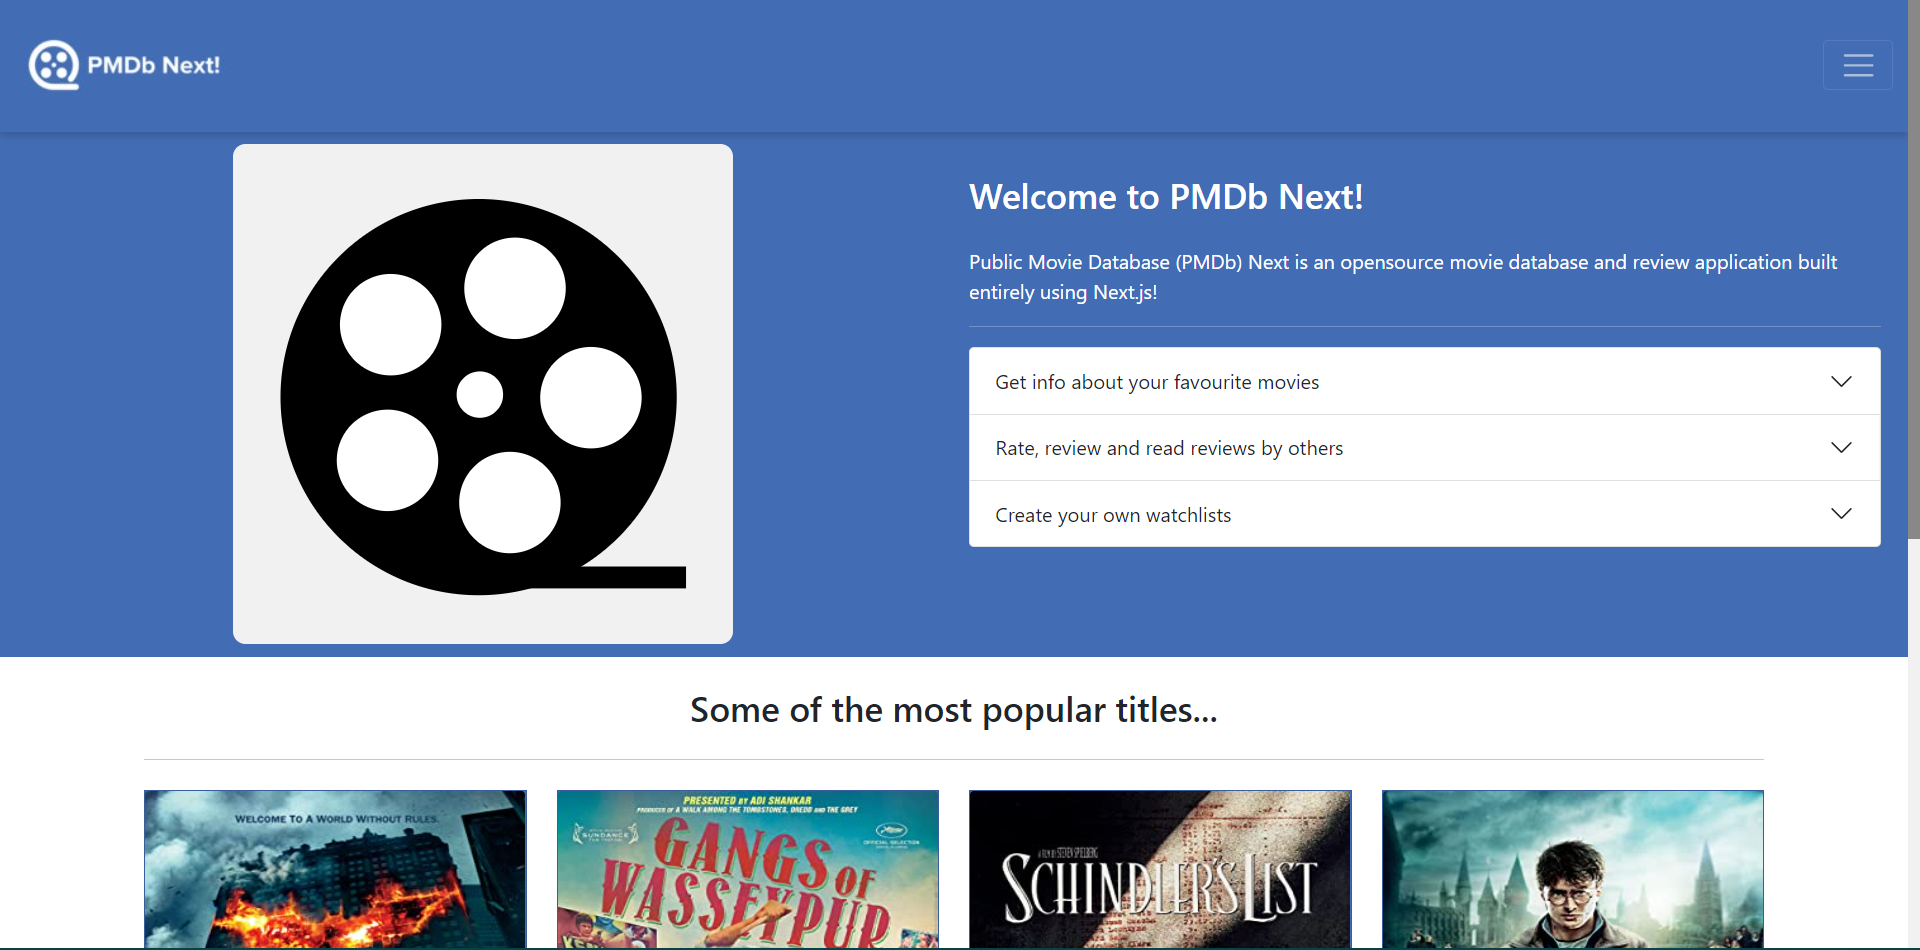 PMDb Next!
Welcome to PMDb Next!
Public Movie Database (PMDb) Next is an opensource movie database and review application built
entirely using Next.js!
Get info about your favourite movies
Rate, review and read reviews by others
Create your own watchlists
Some of the most popular titles...
WELCOME TO A WORLD WITHOUT RULES.
PRESENTED BY ADI SHANKAR
PRODUCER OF A WALK AMONG THE TOMBSTONES, DREDD AND THE GREY
SUNDANCE
OFFICIAL SELECTION
GANGS OF
WASSEYPUR
A FILM BY STEVEN SPIELBERG
SCHINDLER'S LIST